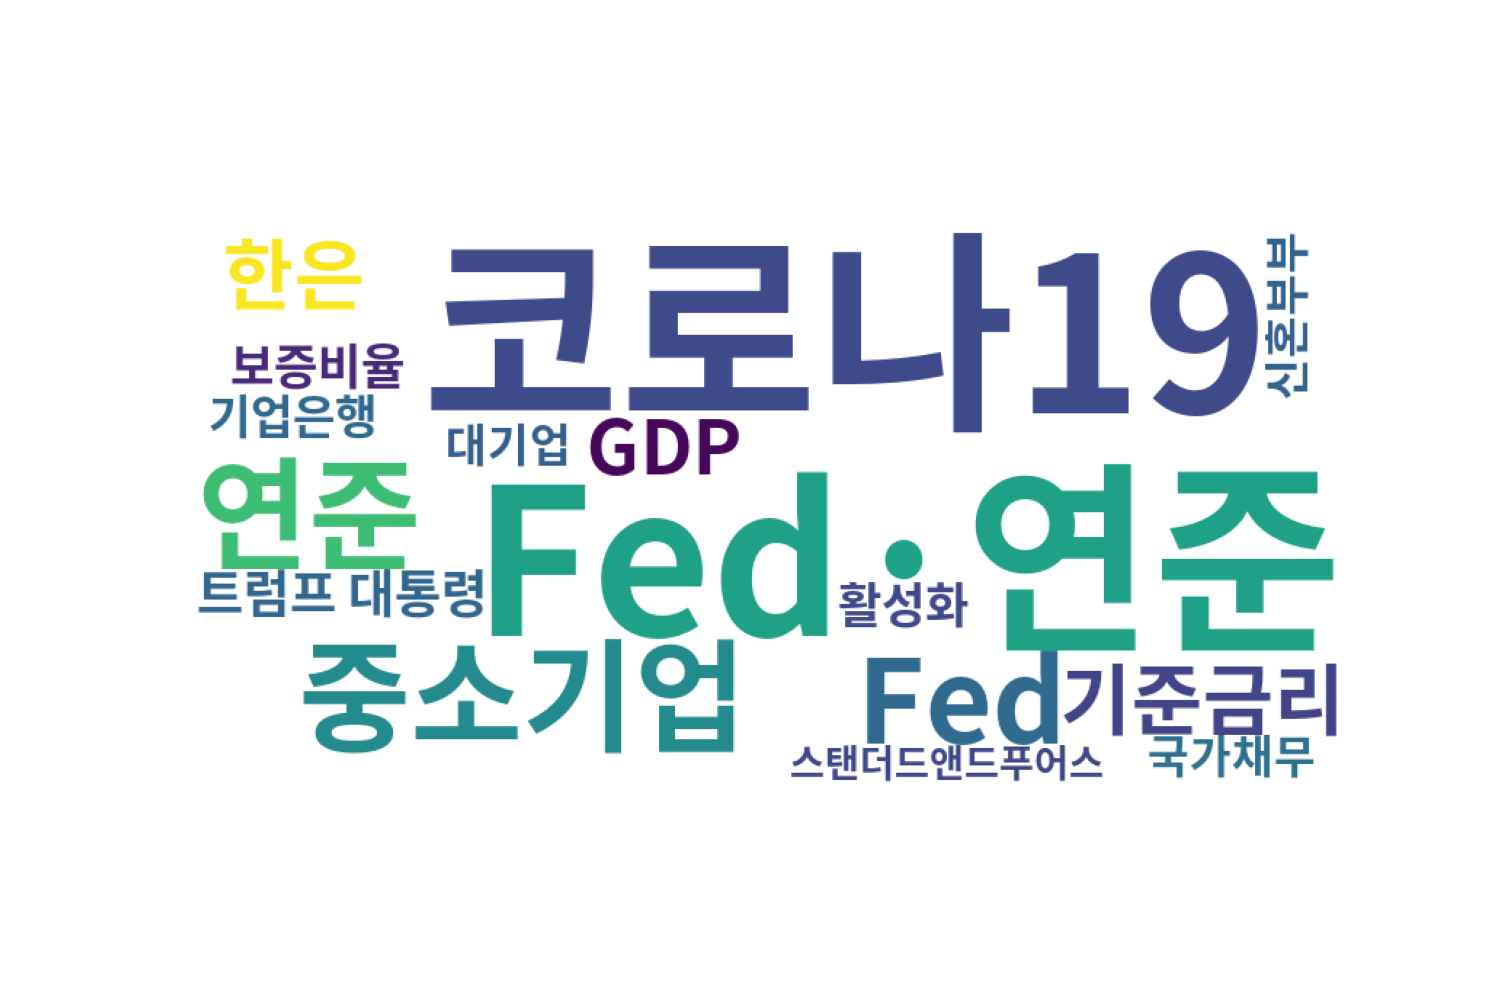 한은
코로나19
신혼부부
보증비율
기업은행
대기업
GDP
연준
Fed·연준
트럼프 대통령
활성화
중소기업
Fed
기준금리
스탠더드앤드푸어스
국가채무